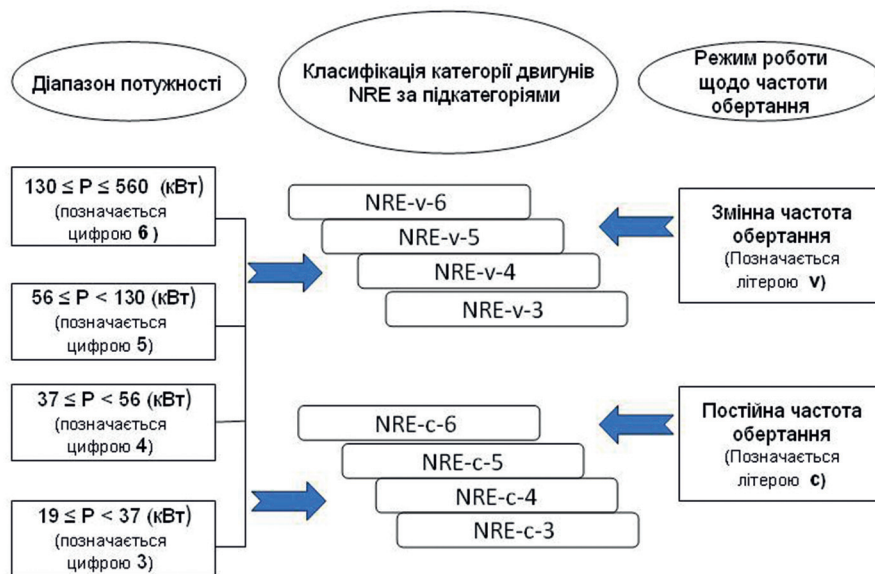 Діапазон потужності
Класифікація категорії двигунів
NRE за підкатегоріями
Режим роботи
щодо частоти
обертання
130 ≤ P ≤ 560 (кВт)
(позначається
цифрою 6)
56 ≤ P < 130 (кВт)
(позначається
цифрою 5)
37 ≤ P < 56 (кВт)
(позначається
цифрою 4)
19 ≤ P < 37 (кВт)
(позначається
цифрою 3)
NRE-v-6
NRE-v-5
NRE-v-4
NRE-v-3
NRE-c-6
NRE-c-5
NRE-c-4
NRE-c-3
Змінна частота
обертання
(Позначається
літерою v)
Постійна частота
обертання
(Позначається
літерою c)